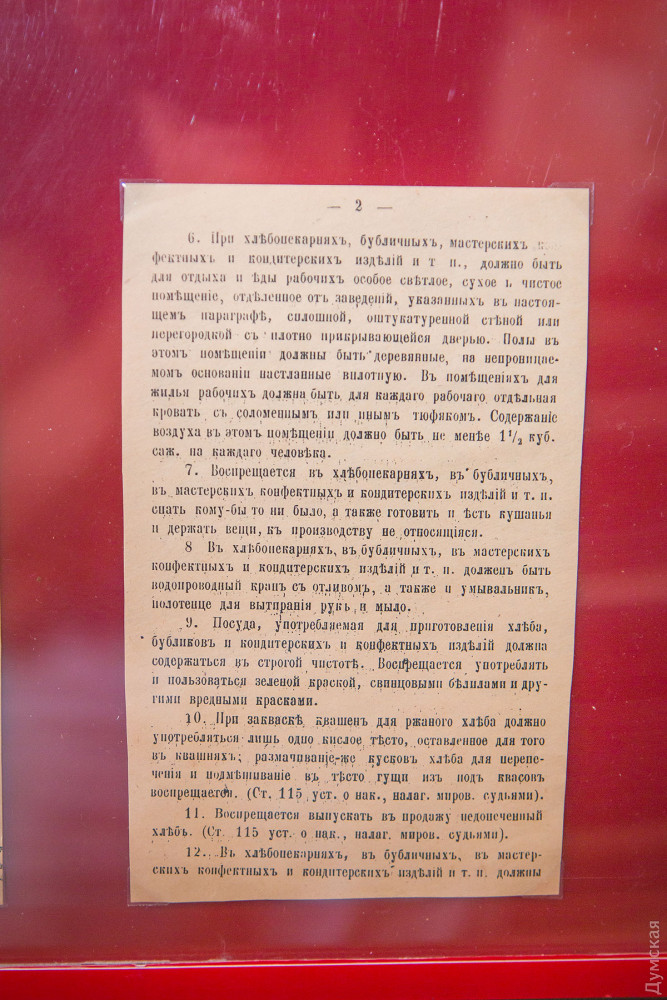 — 2 —
6. При хлѣбопекарняхъ, бубличныхъ, мастерскихъ
фектныхъ и кондитерскихъ издѣлій и т п., должно быть
для отдыха и ѣды рабочихъ особое свѣтлое, сухое и чистое
помѣщеніе, отдѣленное отъ заведеній, указанныхъ въ настоя-
щемъ параграфѣ, сплошной, оштукатуренной стѣной или
перегородкой съ плотно прикрывающейся дверью. Полы въ
этомъ помѣщеніи должны быть деревянные, на непроницае-
момъ основаніи настланные вплотную. Въ помѣщеніяхъ для
жилья рабочихъ должна быть для каждаго рабочаго отдѣльная
кровать съ соломеннымъ или инымъ тюфякомъ. Содержаніе
воздуха въ этомъ помѣщеніи должно быть не менѣе 1¹/₂ куб.
саж. на каждаго человѣка.
7. Воспрещается въ хлѣбопекарняхъ, въ бубличныхъ,
въ мастерскихъ конфектныхъ и кондитерскихъ издѣлій и т. п.
спать кому-бы то ни было, а также готовить и ѣсть кушанья
и держать вещи, къ производству не относящіяся.
8 Въ хлѣбопекарняхъ, въ бубличныхъ, въ мастерскихъ
конфектныхъ и кондитерскихъ издѣлій и т. п. долженъ быть
водопроводный кранъ съ отливомъ, а также и умывальникъ,
полотенце для вытиранія рукъ и мыло.
9. Посуда, употребляемая для приготовленія хлѣба,
бубликовъ и кондитерскихъ и конфектныхъ издѣлій должна
содержаться въ строгой чистотѣ. Воспрещается употреблять
и пользоваться зеленой краской, свинцовыми бѣлилами и дру-
гими вредными красками.
10. При закваскѣ квашен для ржаного хлѣба должно
употребляться лишь одно кислое тѣсто, оставленное для того
въ квашняхъ; размачиваніе-же кусковъ хлѣба для перепе-
ченія и подмѣшиваніе въ тѣсто гущи изъ подъ квасовъ
воспрещается. (Ст. 115 уст. о нак., налаг. миров. судьями).
11. Воспрещается выпускать въ продажу недопеченный
хлѣбъ. (Ст. 115 уст. о нак., налаг. миров. судьями).
12. Въ хлѣбопекарняхъ, въ бубличныхъ, въ мастер-
скихъ конфектныхъ и кондитерскихъ издѣлій и т. п. должны
Думская